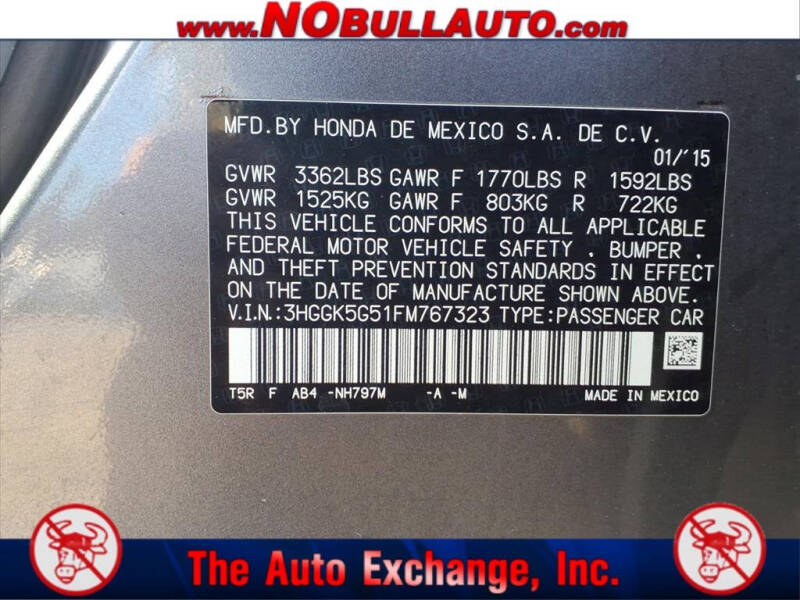 www.NOBULLAUTO.com
MFD.BY HONDA DE MEXICO S.A. DE C.V.
01/'15
GVWR 3362LBS GAWR F 1770LBS R 1592LBS
GVWR 1525KG GAWR F 803KG R 722KG
THIS VEHICLE CONFORMS TO ALL APPLICABLE
FEDERAL MOTOR VEHICLE SAFETY , BUMPER ,
AND THEFT PREVENTION STANDARDS IN EFFECT
ON THE DATE OF MANUFACTURE SHOWN ABOVE.
V.I.N.:3HGGK5G51FM767323 TYPE:PASSENGER CAR
T5R F AB4 -NH797M -A -M MADE IN MEXICO
The Auto Exchange, Inc.